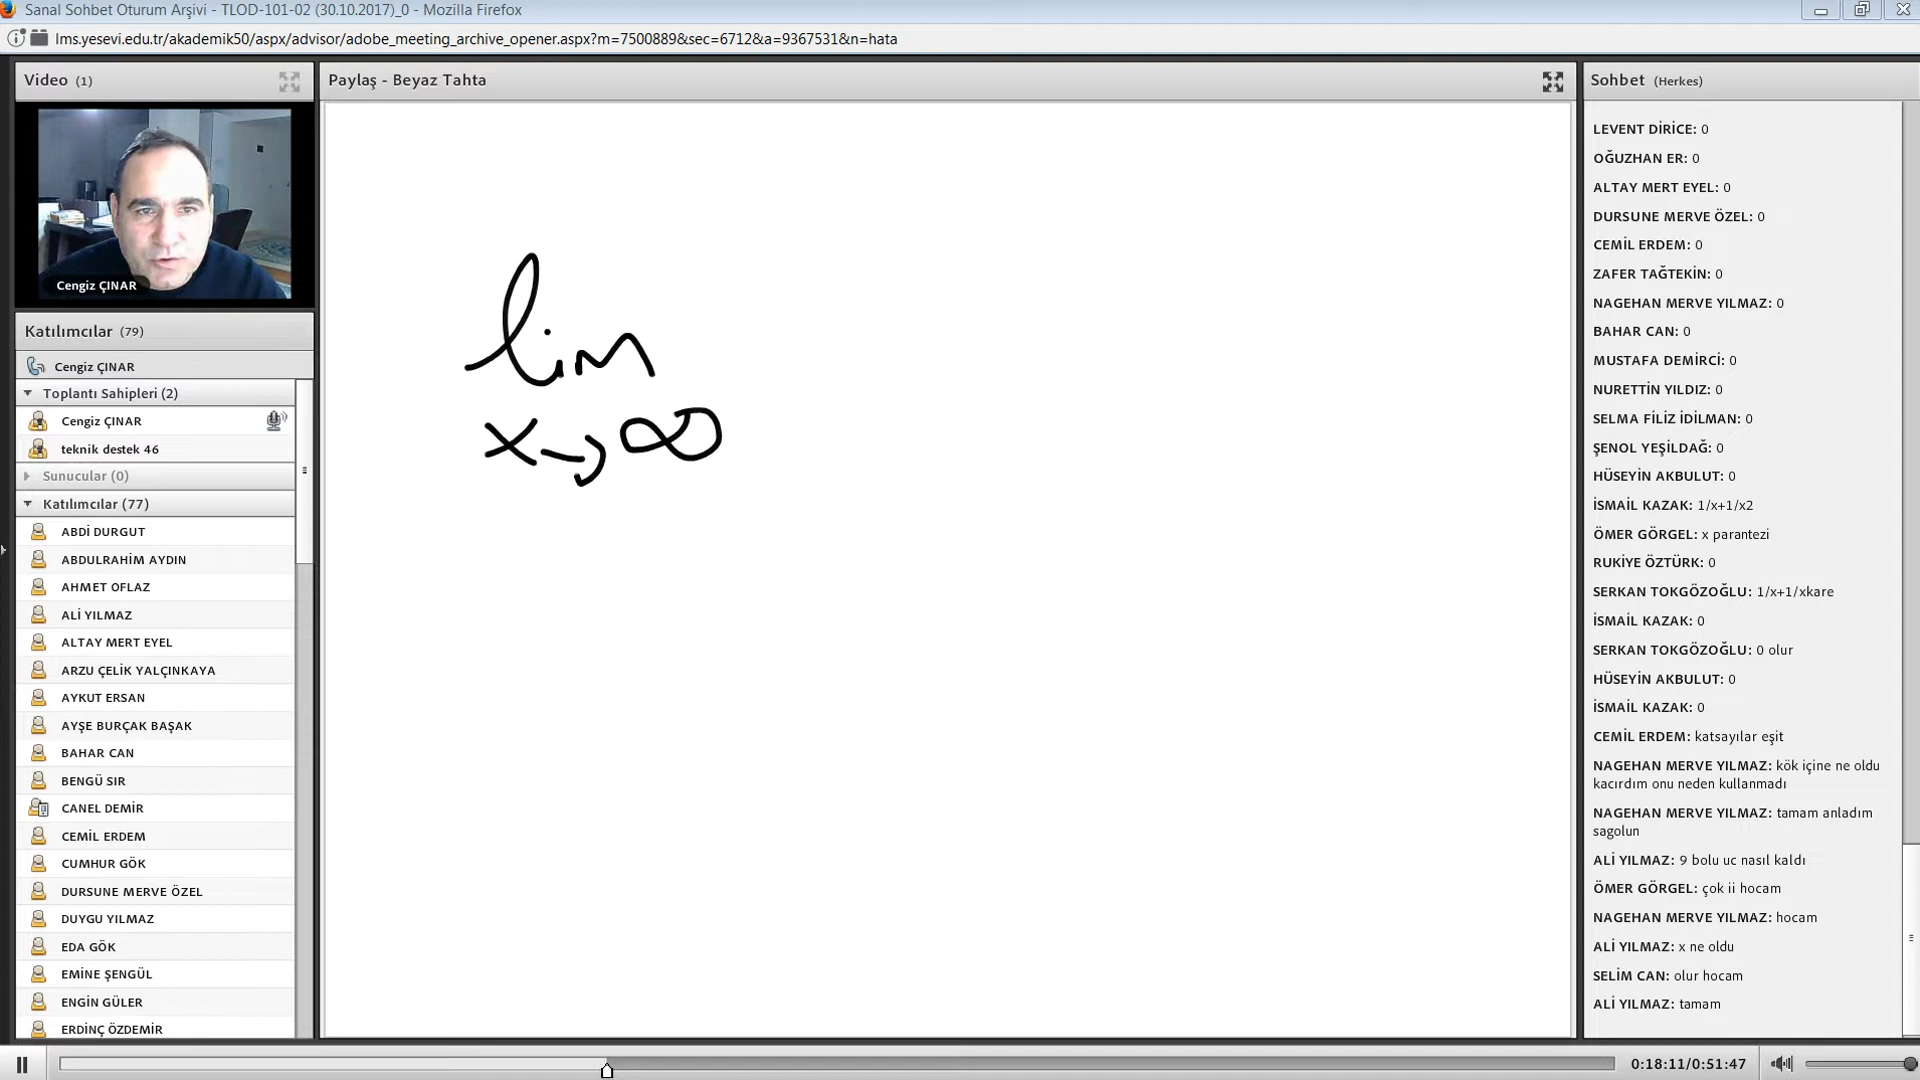 Sanal Sohbet Oturum Arşivi - TLOD-101-02 (30.10.2017)_0 - Mozilla Firefox
lms.yesevi.edu.tr/akademik50/aspx/advisor/adobe_meeting_archive_opener.aspx?m=7500889&sec=6712&a=9367531&n=hata
Video (1)
Cengiz ÇINAR
Katılımcılar (79)
Cengiz ÇINAR
Toplantı Sahipleri (2)
Cengiz ÇINAR
teknik destek 46
Sunucular (0)
Katılımcılar (77)
ABDİ DURGUT
ABDULRAHİM AYDIN
AHMET OFLAZ
ALİ YILMAZ
ALTAY MERT EYEL
ARZU ÇELİK YALÇINKAYA
AYKUT ERSAN
AYŞE BURÇAK BAŞAK
BAHAR CAN
BENGÜ SIR
CANEL DEMİR
CEMİL ERDEM
CUMHUR GÖK
DURSUNE MERVE ÖZEL
DUYGU YILMAZ
EDA GÖK
EMİNE ŞENGÜL
ENGİN GÜLER
ERDİNÇ ÖZDEMİR
Paylaş - Beyaz Tahta
lim
x→∞
Sohbet (Herkes)
LEVENT DİRİCE: 0
OĞUZHAN ER: 0
ALTAY MERT EYEL: 0
DURSUNE MERVE ÖZEL: 0
CEMİL ERDEM: 0
ZAFER TAĞTEKİN: 0
NAGEHAN MERVE YILMAZ: 0
BAHAR CAN: 0
MUSTAFA DEMİRCİ: 0
NURETTİN YILDIZ: 0
SELMA FİLİZ İDİLMAN: 0
ŞENOL YEŞİLDAĞ: 0
HÜSEYİN AKBULUT: 0
İSMAİL KAZAK: 1/x+1/x2
ÖMER GÖRGEL: x parantezi
RUKİYE ÖZTÜRK: 0
SERKAN TOKGÖZOĞLU: 1/x+1/xkare
İSMAİL KAZAK: 0
SERKAN TOKGÖZOĞLU: 0 olur
HÜSEYİN AKBULUT: 0
İSMAİL KAZAK: 0
CEMİL ERDEM: katsayılar eşit
NAGEHAN MERVE YILMAZ: kök içine ne oldu
kacırdım onu neden kullanmadı
NAGEHAN MERVE YILMAZ: tamam anladım
sagolun
ALİ YILMAZ: 9 bolu uc nasıl kaldı
ÖMER GÖRGEL: çok ii hocam
NAGEHAN MERVE YILMAZ: hocam
ALİ YILMAZ: x ne oldu
SELİM CAN: olur hocam
ALİ YILMAZ: tamam
0:18:11/0:51:47